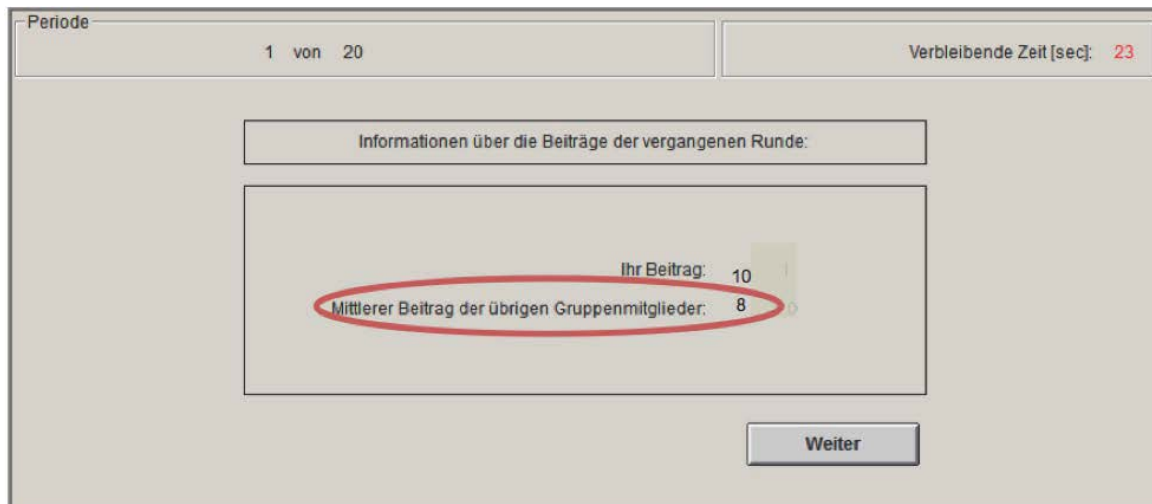 Periode
1 von 20
Verbleibende Zeit [sec]: 23
Informationen über die Beiträge der vergangenen Runde:
Ihr Beitrag: 10
Mittlerer Beitrag der übrigen Gruppenmitglieder: 8
Weiter